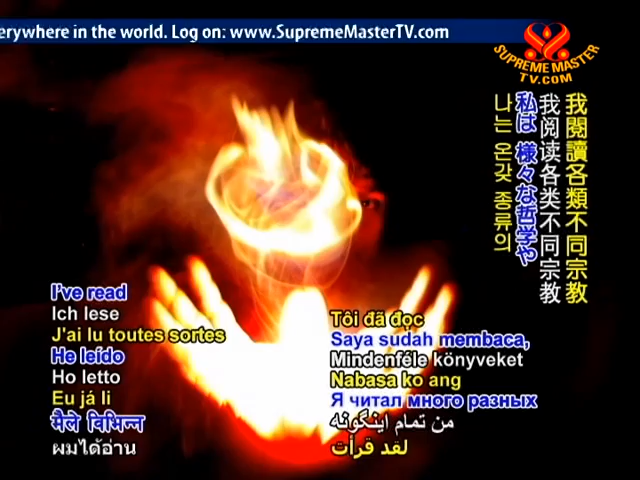 erywhere in the world. Log on: www.SupremeMasterTV.com
SUPREME MASTER
TV.COM
我閱讀各類不同宗教
我阅读各类不同宗教
私は 様々な哲学や
나는 온갖 종류의
I've read
Ich lese
J'ai lu toutes sortes
He leído
Ho letto
Eu já li
मैले विभिन्न
ผมได้อ่าน
Tôi đã đọc
Saya sudah membaca,
Mindenféle könyveket
Nabasa ko ang
Я читал много разных
من تمام اینگونه
لقد قرأت